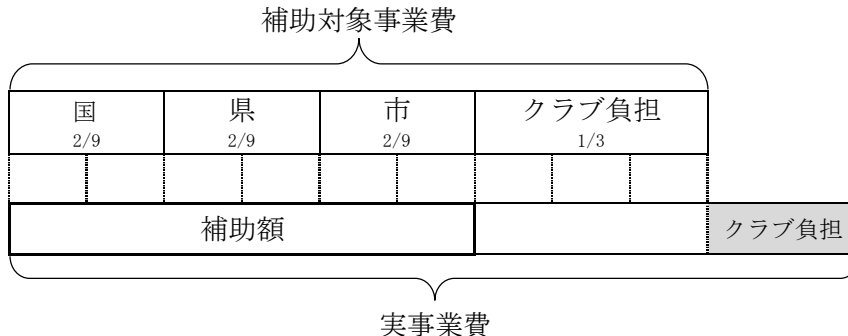 補助対象事業費
国 県 市 クラブ負担
2/9 2/9 2/9 1/3
補助額 クラブ負担
実事業費